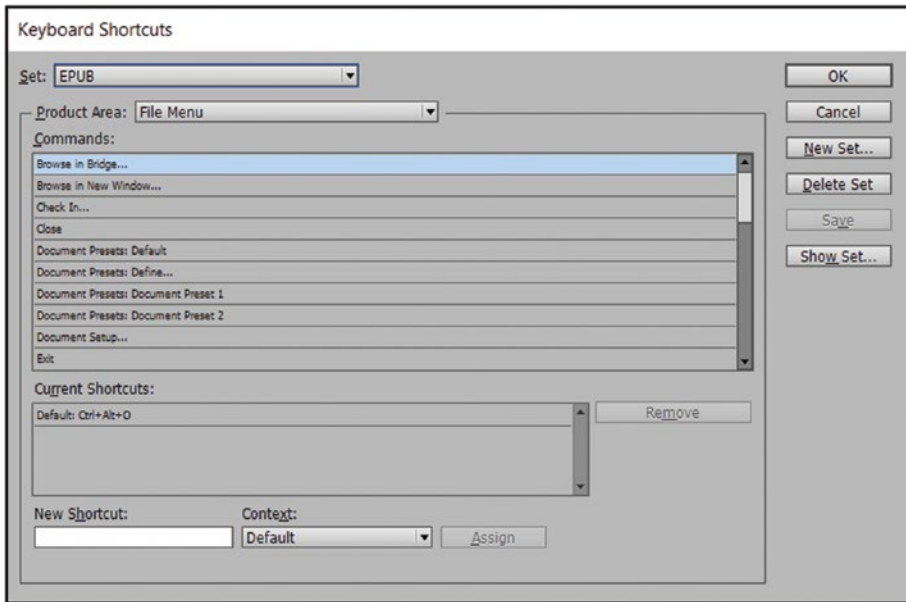 Keyboard Shortcuts
Set: EPUB
OK
Product Area: File Menu
Cancel
Commands:
New Set...
Browse in Bridge...
Browse in New Window...
Delete Set
Check In...
Save
Close
Document Presets: Default
Show Set...
Document Presets: Define...
Document Presets: Document Preset 1
Document Presets: Document Preset 2
Document Setup...
Exit
Current Shortcuts:
Default: Ctrl+Alt+O
Remove
New Shortcut:
Context:
Default
Assign